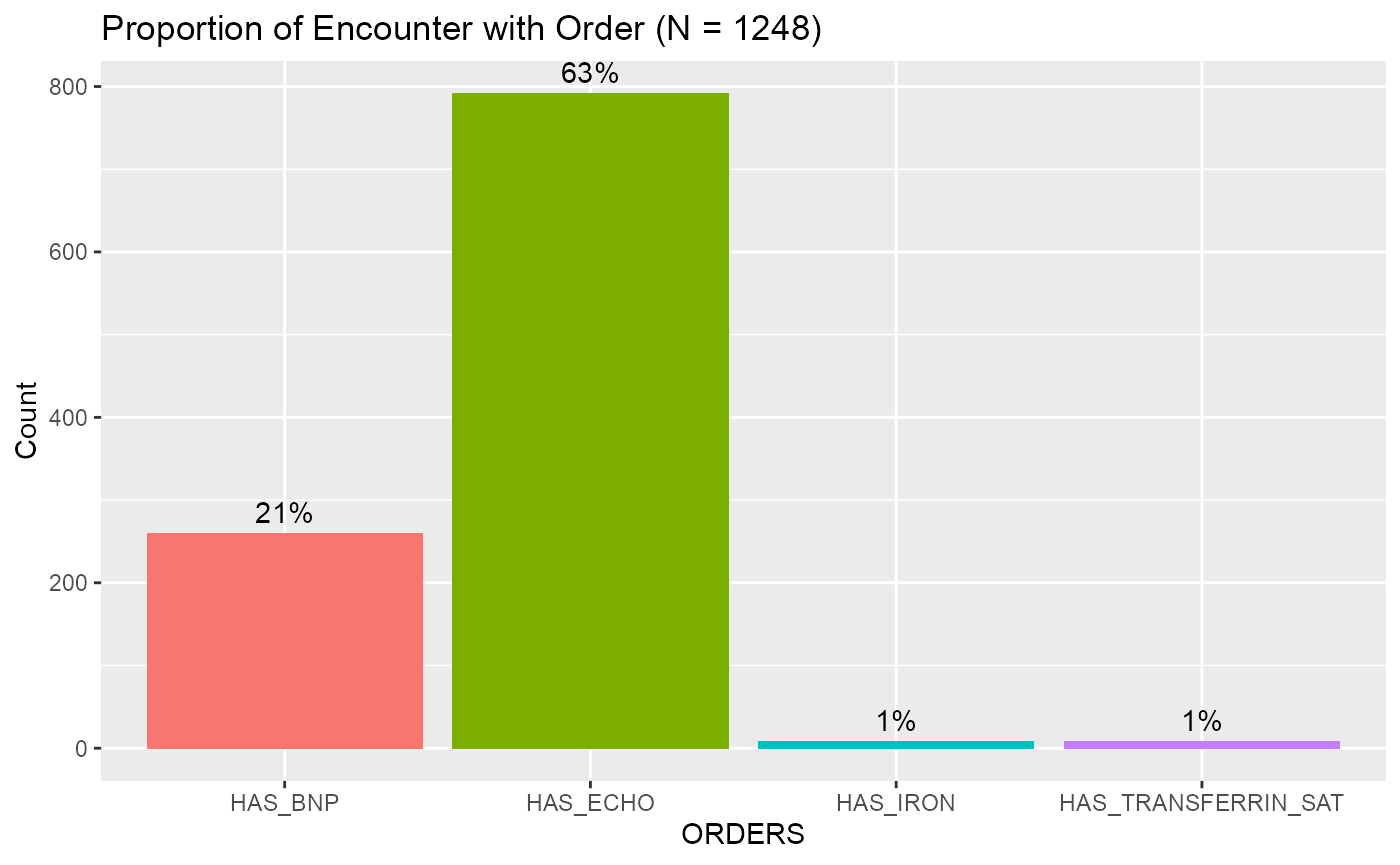 Proportion of Encounter with Order (N = 1248)
63%
800
600
400
21%
200
1%
1%
0
Count
HAS_BNP
HAS_ECHO
HAS_IRON
HAS_TRANSFERRIN_SAT
ORDERS